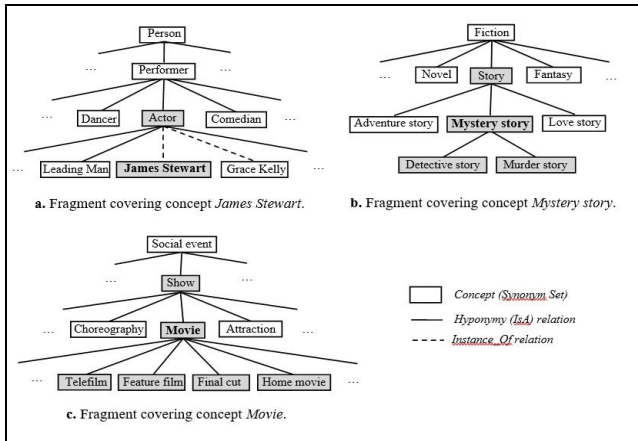 Person
... Performer ...
... Dancer Actor Comedian ...
... Leading Man James Stewart Grace Kelly ...
a. Fragment covering concept James Stewart.
Fiction
... Novel Story Fantasy ...
Adventure story Mystery story Love story
Detective story Murder story
b. Fragment covering concept Mystery story.
Social event
... Show ...
... Choreography Movie Attraction ...
... Telefilm Feature film Final cut Home movie ...
c. Fragment covering concept Movie.
Concept (Synonym Set)
Hyponymy (IsA) relation
Instance_Of relation